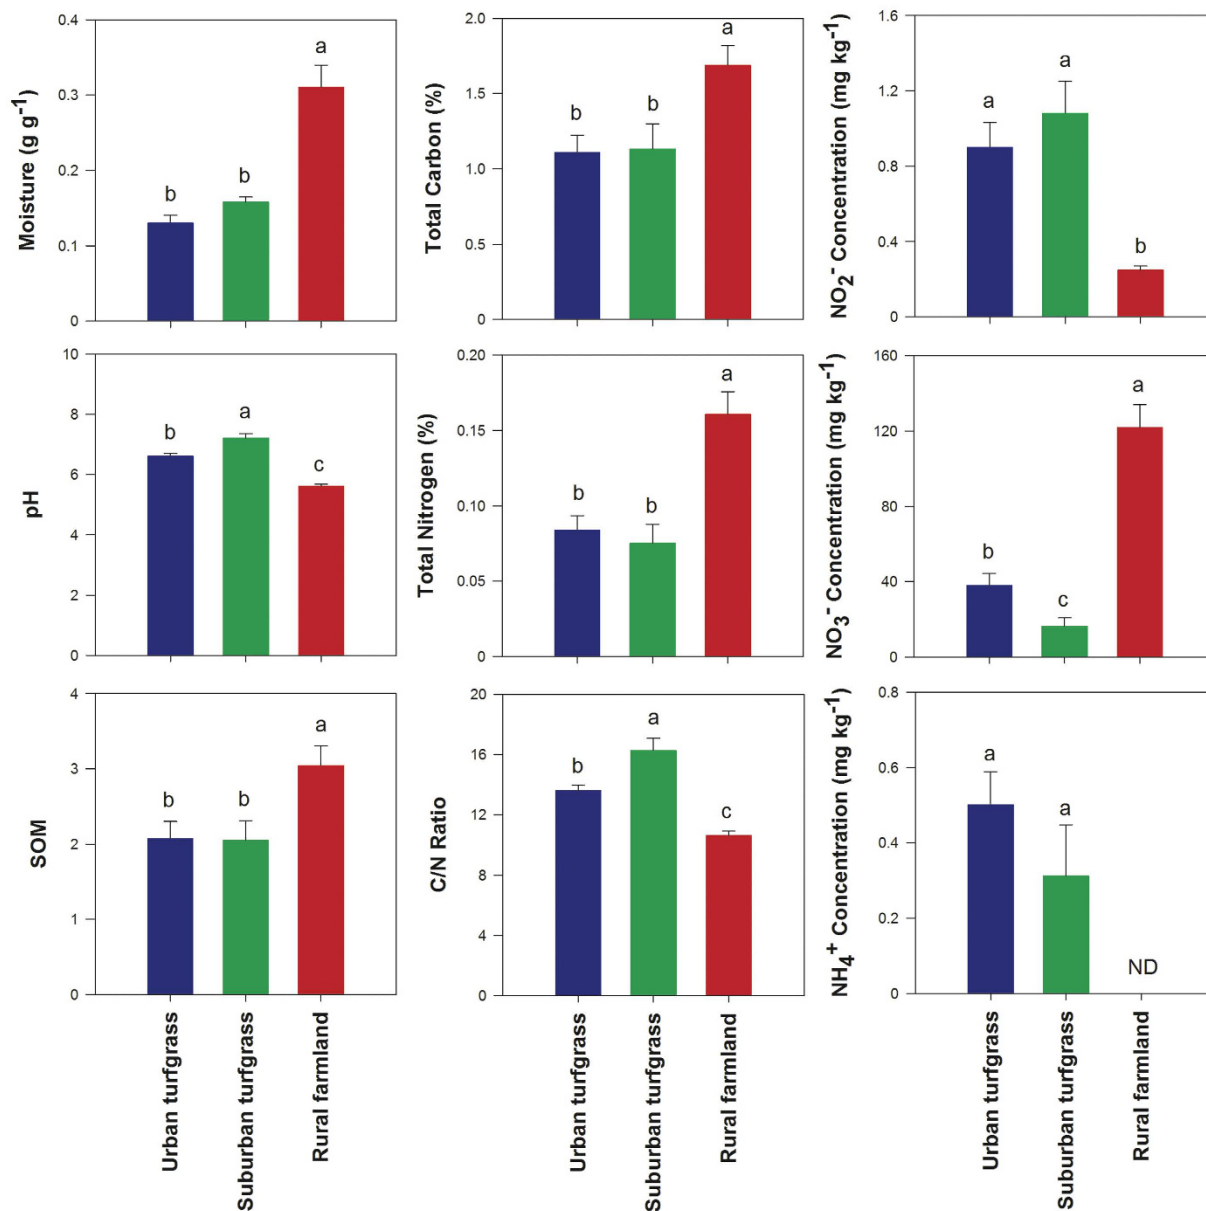 0.4
0.3
0.2
0.1
0
Moisture (g g⁻¹)
b
b
a
2.0
1.5
1.0
0.5
0
Total Carbon (%)
b
b
a
1.6
1.2
0.8
0.4
0
NO₂⁻ Concentration (mg kg⁻¹)
a
a
b
10
8
6
4
2
0
pH
b
a
c
0.20
0.15
0.10
0.05
0
Total Nitrogen (%)
b
b
a
160
120
80
40
0
NO₃⁻ Concentration (mg kg⁻¹)
b
c
a
4
3
2
1
0
SOM
b
b
a
20
16
12
8
4
0
C/N Ratio
b
a
c
0.8
0.6
0.4
0.2
0
NH₄⁺ Concentration (mg kg⁻¹)
a
a
ND
Urban turfgrass
Suburban turfgrass
Rural farmland
Urban turfgrass
Suburban turfgrass
Rural farmland
Urban turfgrass
Suburban turfgrass
Rural farmland